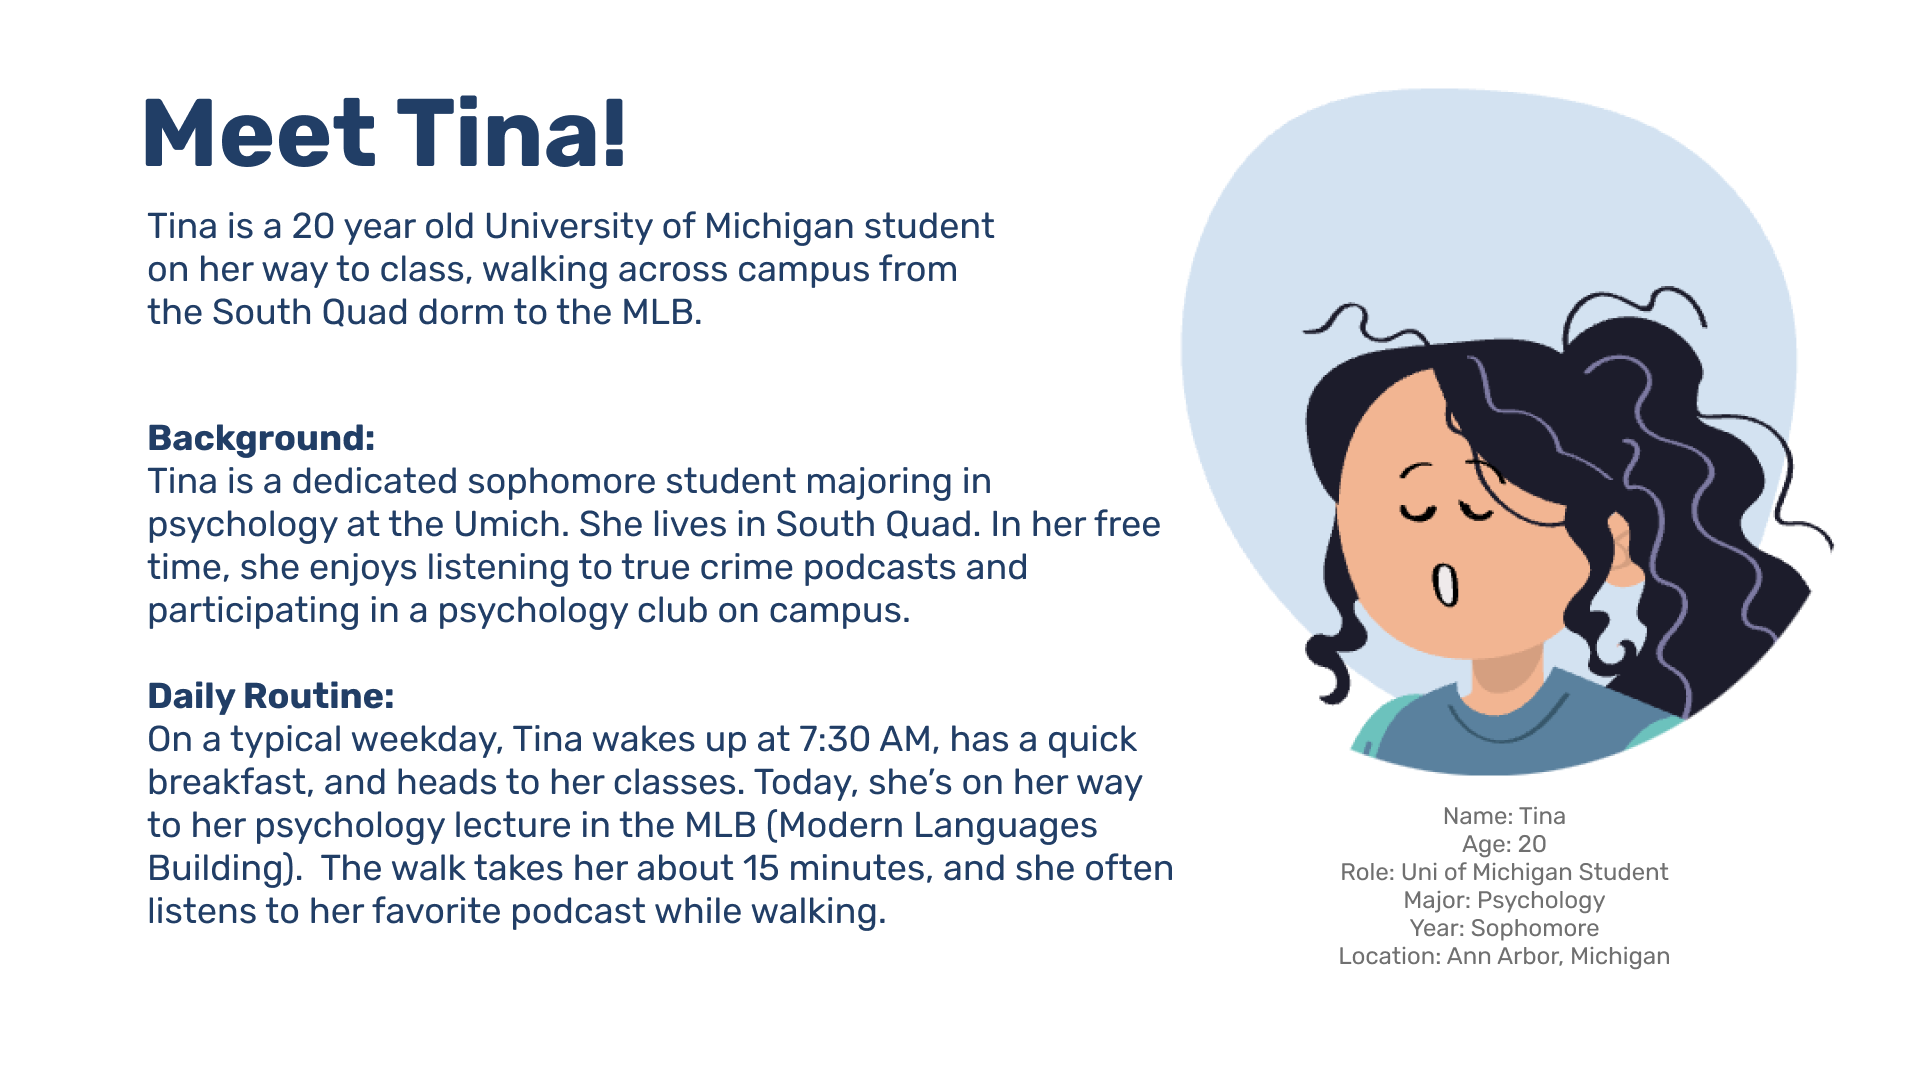 Meet Tina!
Tina is a 20 year old University of Michigan student
on her way to class, walking across campus from
the South Quad dorm to the MLB.
Background:
Tina is a dedicated sophomore student majoring in
psychology at the Umich. She lives in South Quad. In her free
time, she enjoys listening to true crime podcasts and
participating in a psychology club on campus.
Daily Routine:
On a typical weekday, Tina wakes up at 7:30 AM, has a quick
breakfast, and heads to her classes. Today, she’s on her way
to her psychology lecture in the MLB (Modern Languages
Building).  The walk takes her about 15 minutes, and she often
listens to her favorite podcast while walking.
Name: Tina
Age: 20
Role: Uni of Michigan Student
Major: Psychology
Year: Sophomore
Location: Ann Arbor, Michigan